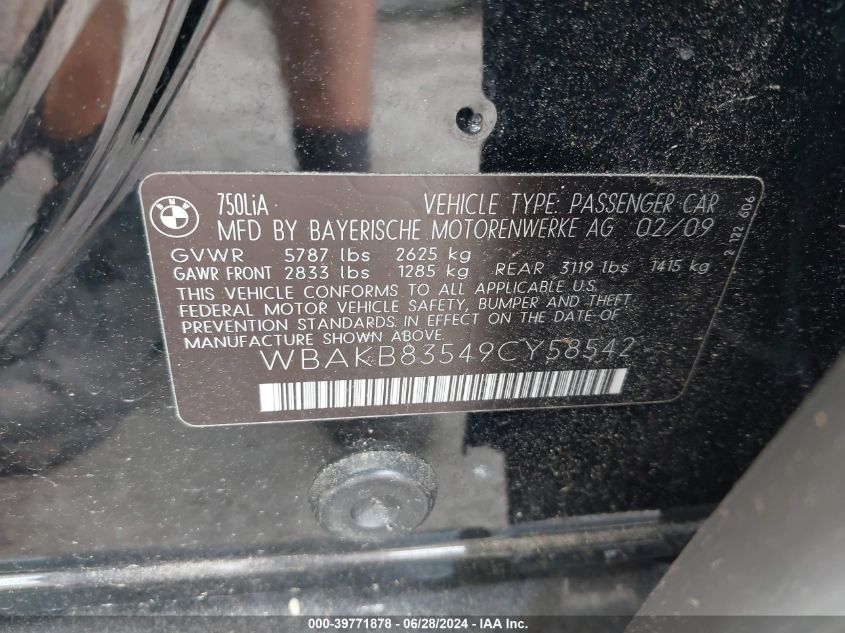 BMW
750LiA VEHICLE TYPE: PASSENGER CAR
MFD BY BAYERISCHE MOTORENWERKE AG 02/09
GVWR 5787 lbs 2625 kg
GAWR FRONT 2833 lbs 1285 kg REAR 3119 lbs 1415 kg
THIS VEHICLE CONFORMS TO ALL APPLICABLE U.S.
FEDERAL MOTOR VEHICLE SAFETY, BUMPER AND THEFT
PREVENTION STANDARDS IN EFFECT ON THE DATE OF
MANUFACTURE SHOWN ABOVE.
WBAKB83549CY58542
2 122 606
000-39771878 | 06/28/2024 | IAA Inc.